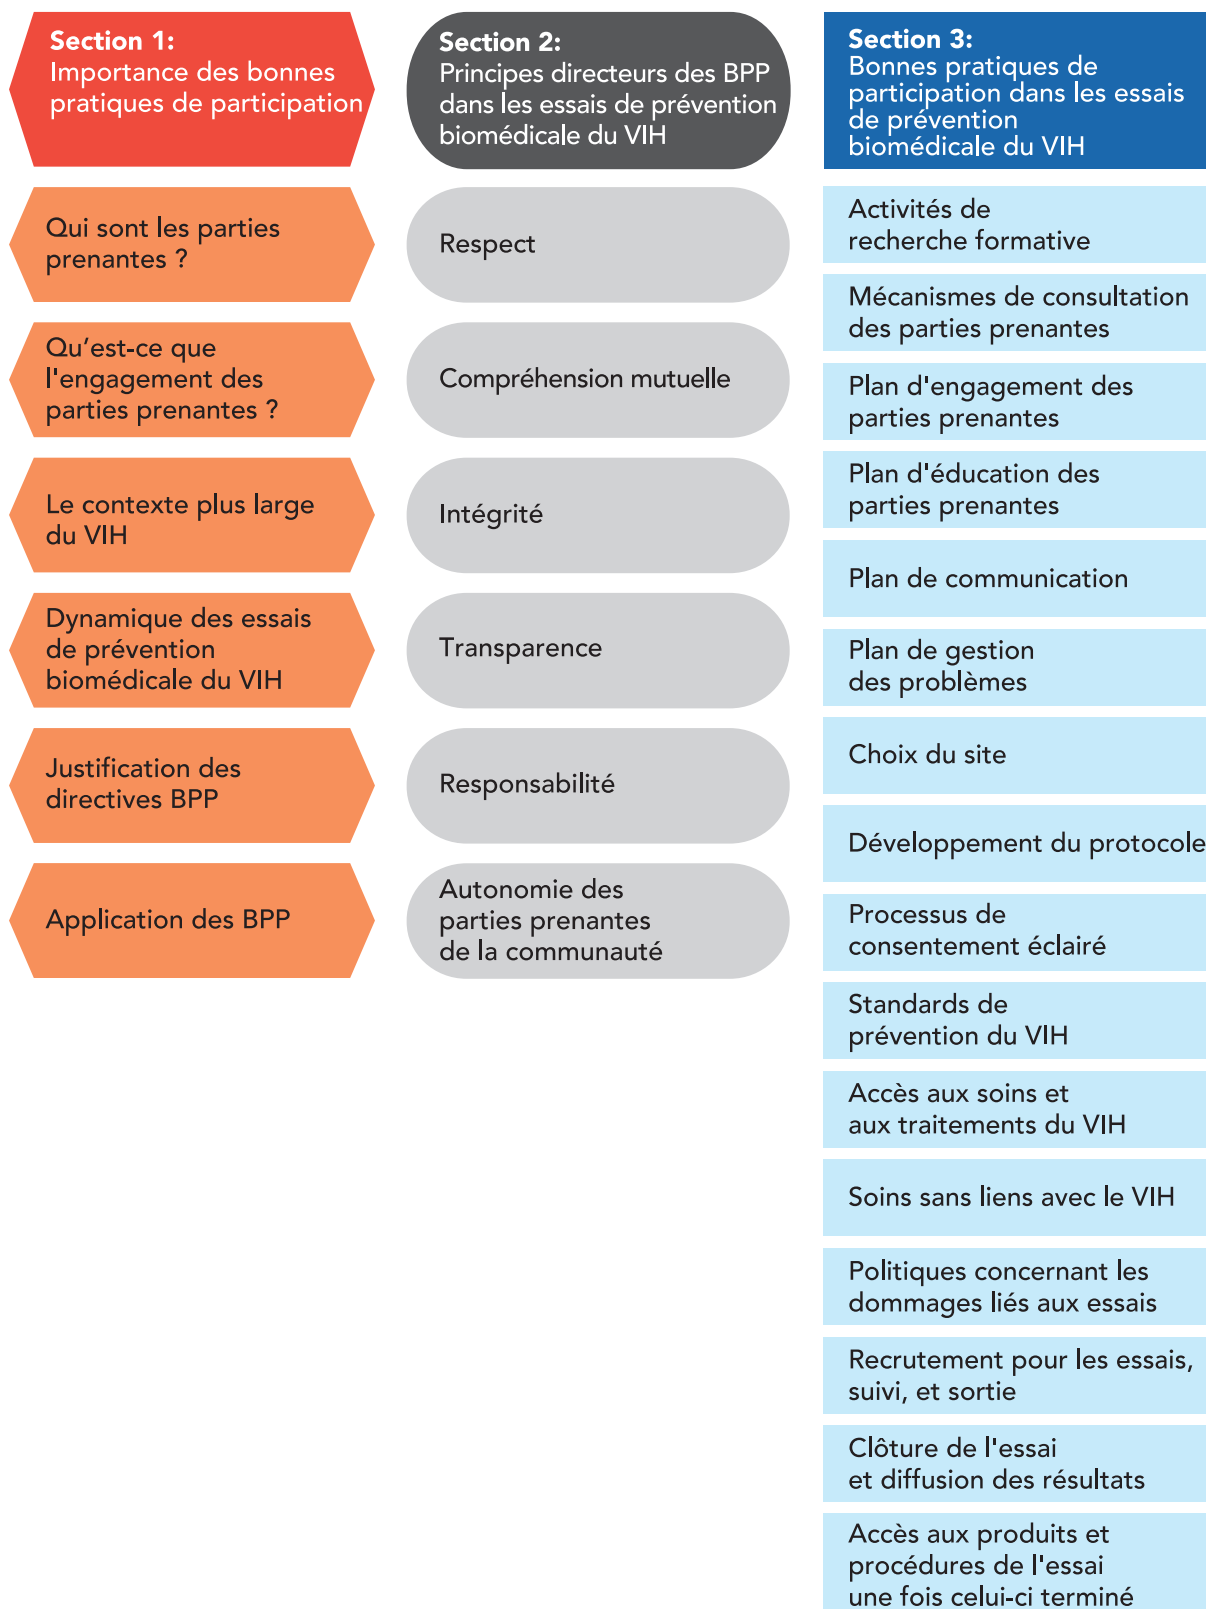 Section 1:
Importance des bonnes
pratiques de participation
Qui sont les parties
prenantes ?
Qu’est-ce que
l'engagement des
parties prenantes ?
Le contexte plus large
du VIH
Dynamique des essais
de prévention
biomédicale du VIH
Justification des
directives BPP
Application des BPP
Section 2:
Principes directeurs des BPP
dans les essais de prévention
biomédicale du VIH
Respect
Compréhension mutuelle
Intégrité
Transparence
Responsabilité
Autonomie des
parties prenantes
de la communauté
Section 3:
Bonnes pratiques de
participation dans les essais
de prévention
biomédicale du VIH
Activités de
recherche formative
Mécanismes de consultation
des parties prenantes
Plan d'engagement des
parties prenantes
Plan d'éducation des
parties prenantes
Plan de communication
Plan de gestion
des problèmes
Choix du site
Développement du protocole
Processus de
consentement éclairé
Standards de
prévention du VIH
Accès aux soins et
aux traitements du VIH
Soins sans liens avec le VIH
Politiques concernant les
dommages liés aux essais
Recrutement pour les essais,
suivi, et sortie
Clôture de l'essai
et diffusion des résultats
Accès aux produits et
procédures de l'essai
une fois celui-ci terminé